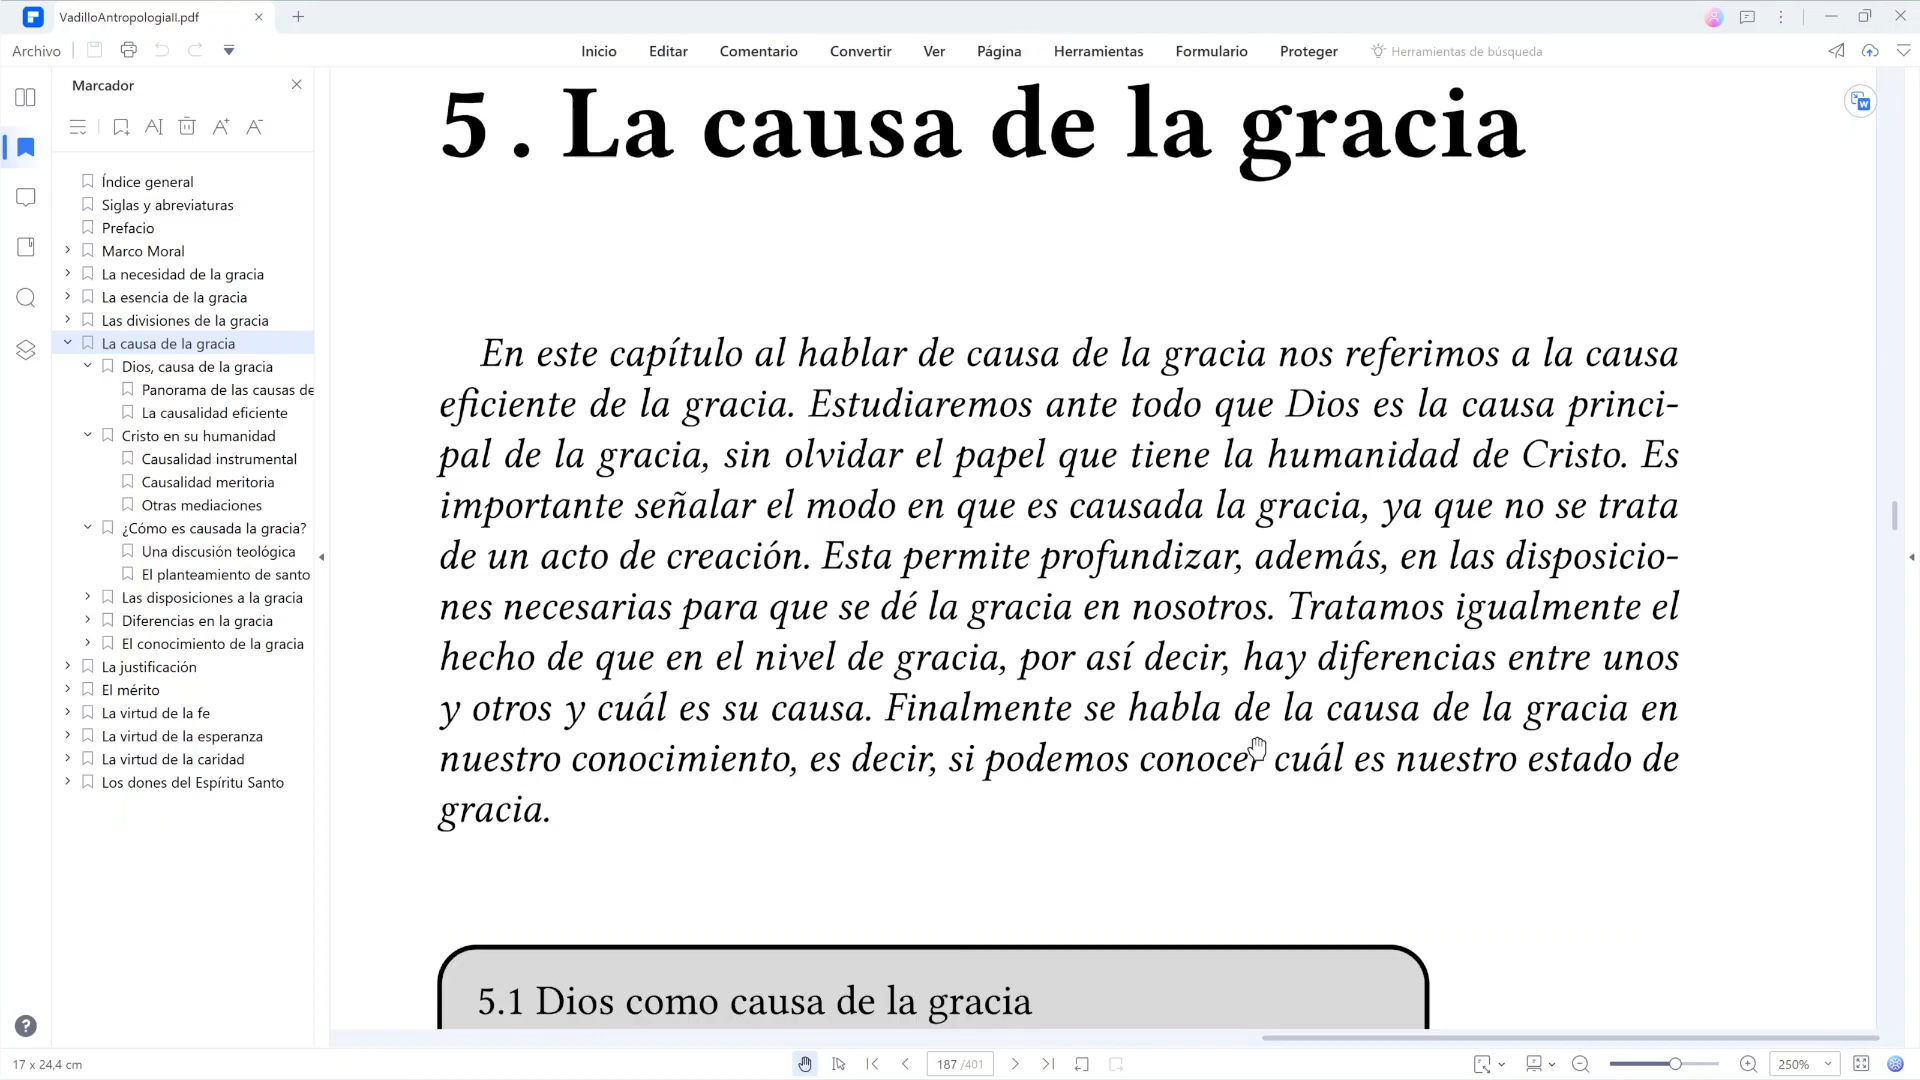 VadilloAntropologiaII.pdf
Archivo
Inicio
Editar
Comentario
Convertir
Ver
Página
Herramientas
Formulario
Proteger
Herramientas de búsqueda
Marcador
Índice general
Siglas y abreviaturas
Prefacio
Marco Moral
La necesidad de la gracia
La esencia de la gracia
Las divisiones de la gracia
La causa de la gracia
Dios, causa de la gracia
Panorama de las causas de
La causalidad eficiente
Cristo en su humanidad
Causalidad instrumental
Causalidad meritoria
Otras mediaciones
¿Cómo es causada la gracia?
Una discusión teológica
El planteamiento de santo
Las disposiciones a la gracia
Diferencias en la gracia
El conocimiento de la gracia
La justificación
El mérito
La virtud de la fe
La virtud de la esperanza
La virtud de la caridad
Los dones del Espíritu Santo
5 . La causa de la gracia
En este capítulo al hablar de causa de la gracia nos referimos a la causa
eficiente de la gracia. Estudiaremos ante todo que Dios es la causa princi-
pal de la gracia, sin olvidar el papel que tiene la humanidad de Cristo. Es
importante señalar el modo en que es causada la gracia, ya que no se trata
de un acto de creación. Esta permite profundizar, además, en las disposicio-
nes necesarias para que se dé la gracia en nosotros. Tratamos igualmente el
hecho de que en el nivel de gracia, por así decir, hay diferencias entre unos
y otros y cuál es su causa. Finalmente se habla de la causa de la gracia en
nuestro conocimiento, es decir, si podemos conocer cuál es nuestro estado de
gracia.
5.1 Dios como causa de la gracia
17 x 24,4 cm
187 /401
250%